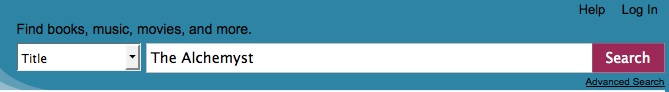 Help Log In
Find books, music, movies, and more.
Title The Alchemyst Search
Advanced Search